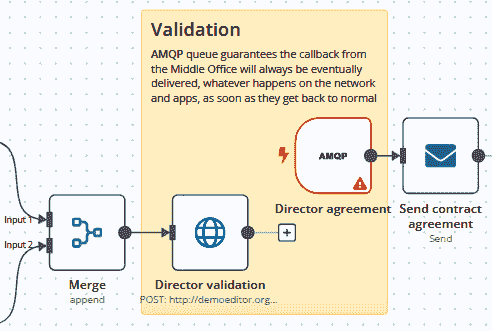 Validation
AMQP queue guarantees the callback from
the Middle Office will always be eventually
delivered, whatever happens on the network
and apps, as soon as they get back to normal
AMQP
Director agreement
Send contract
agreement
Send
Input 1
Input 2
+
Merge
append
Director validation
POST: http://demoeditor.org...